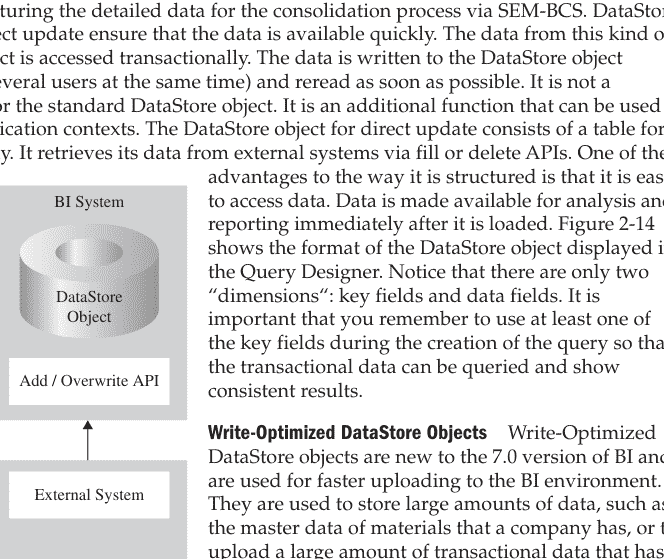 turing the detailed data for the consolidation process via SEM-BCS. DataStor
ect update ensure that the data is available quickly. The data from this kind o
ct is accessed transactionally. The data is written to the DataStore object
everal users at the same time) and reread as soon as possible. It is not a
or the standard DataStore object. It is an additional function that can be used
ication contexts. The DataStore object for direct update consists of a table for
y. It retrieves its data from external systems via fill or delete APIs. One of the
advantages to the way it is structured is that it is eas
to access data. Data is made available for analysis and
reporting immediately after it is loaded. Figure 2-14
shows the format of the DataStore object displayed i
the Query Designer. Notice that there are only two
“dimensions“: key fields and data fields. It is
important that you remember to use at least one of
the key fields during the creation of the query so tha
the transactional data can be queried and show
consistent results.
BI System
DataStore
Object
Add / Overwrite API
External System
Write-Optimized DataStore Objects Write-Optimized
DataStore objects are new to the 7.0 version of BI and
are used for faster uploading to the BI environment.
They are used to store large amounts of data, such as
the master data of materials that a company has, or t
upload a large amount of transactional data that has